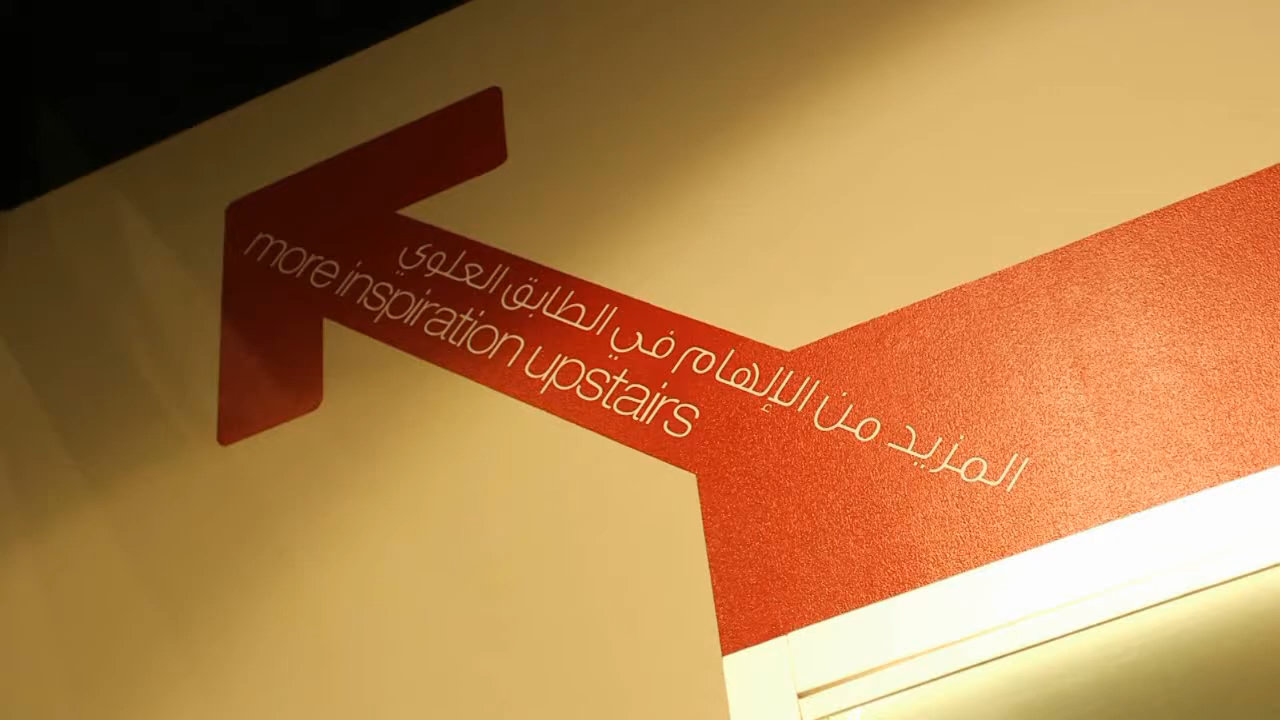 المزيد من الإلهام في الطابق العلوي
more inspiration upstairs